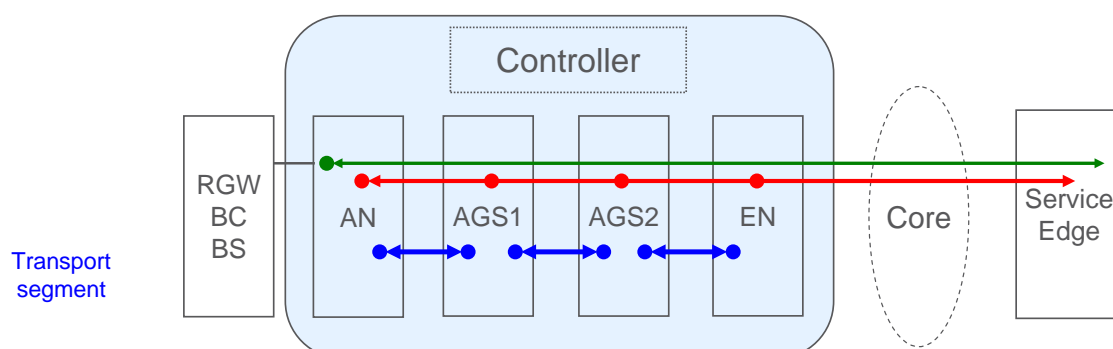 Controller
RGW
BC
BS
AN
AGS1
AGS2
EN
Core
Service
Edge
Transport
segment